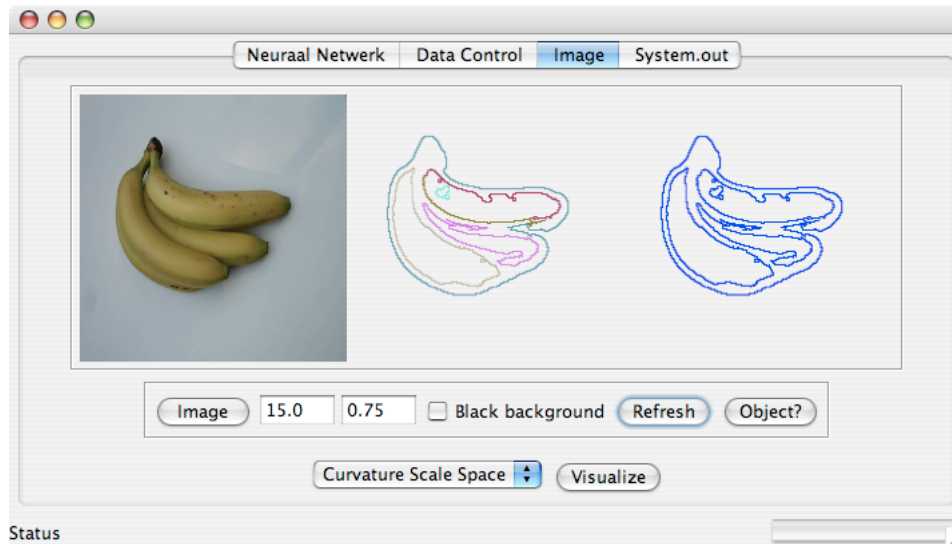 Neuraal Netwerk Data Control Image System.out
Image 15.0 0.75 Black background Refresh Object?
Curvature Scale Space Visualize
Status